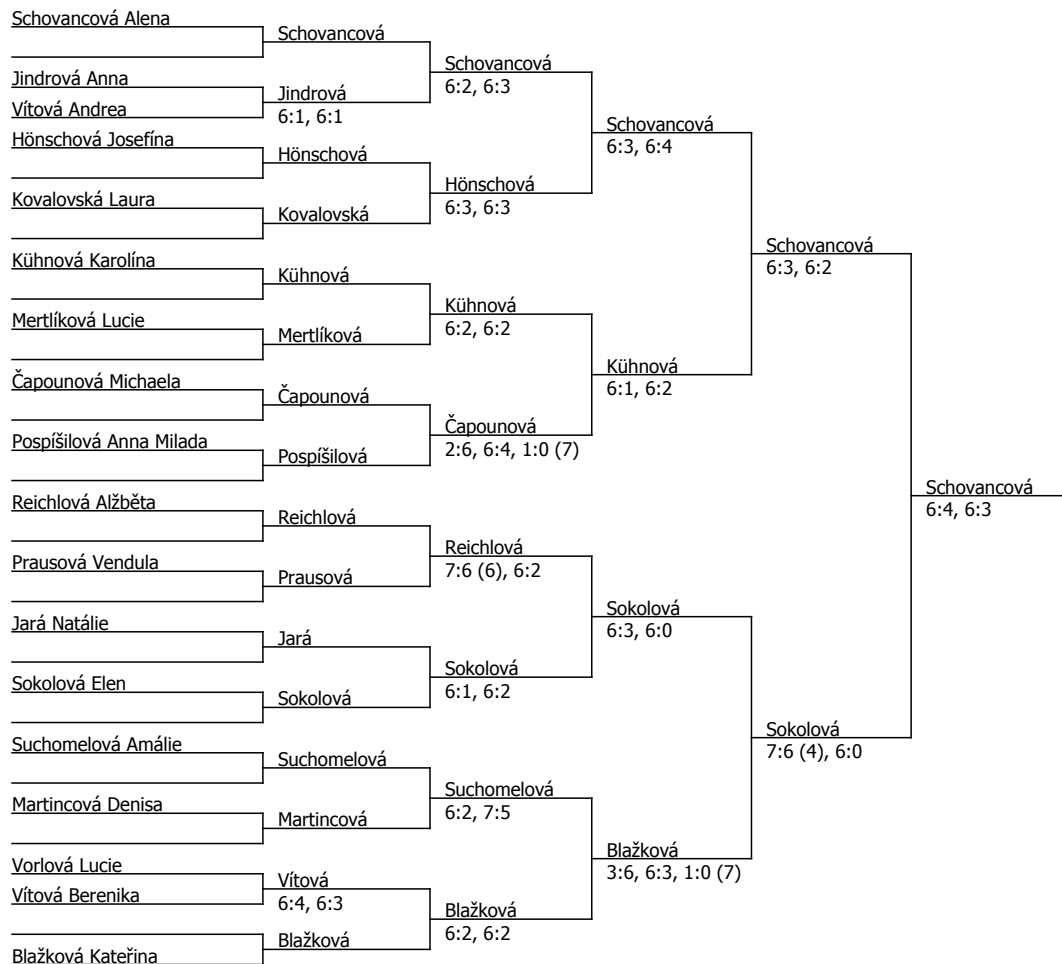 Schovancová Alena
Jindrová Anna
Vítová Andrea
Hönschová Josefína
Kovalovská Laura
Kühnová Karolína
Mertlíková Lucie
Čapounová Michaela
Pospíšilová Anna Milada
Reichlová Alžběta
Prausová Vendula
Jará Natálie
Sokolová Elen
Suchomelová Amálie
Martincová Denisa
Vorlová Lucie
Vítová Berenika
Blažková Kateřina
Schovancová
Jindrová
6:1, 6:1
Hönschová
Kovalovská
Kühnová
Mertlíková
Čapounová
Pospíšilová
Reichlová
Prausová
Jará
Sokolová
Suchomelová
Martincová
Vítová
6:4, 6:3
Blažková
Schovancová
6:2, 6:3
Hönschová
6:3, 6:3
Kühnová
6:2, 6:2
Čapounová
2:6, 6:4, 1:0 (7)
Reichlová
7:6 (6), 6:2
Sokolová
6:1, 6:2
Suchomelová
6:2, 7:5
Blažková
6:2, 6:2
Schovancová
6:3, 6:4
Kühnová
6:1, 6:2
Sokolová
6:3, 6:0
Blažková
3:6, 6:3, 1:0 (7)
Schovancová
6:3, 6:2
Sokolová
7:6 (4), 6:0
Schovancová
6:4, 6:3